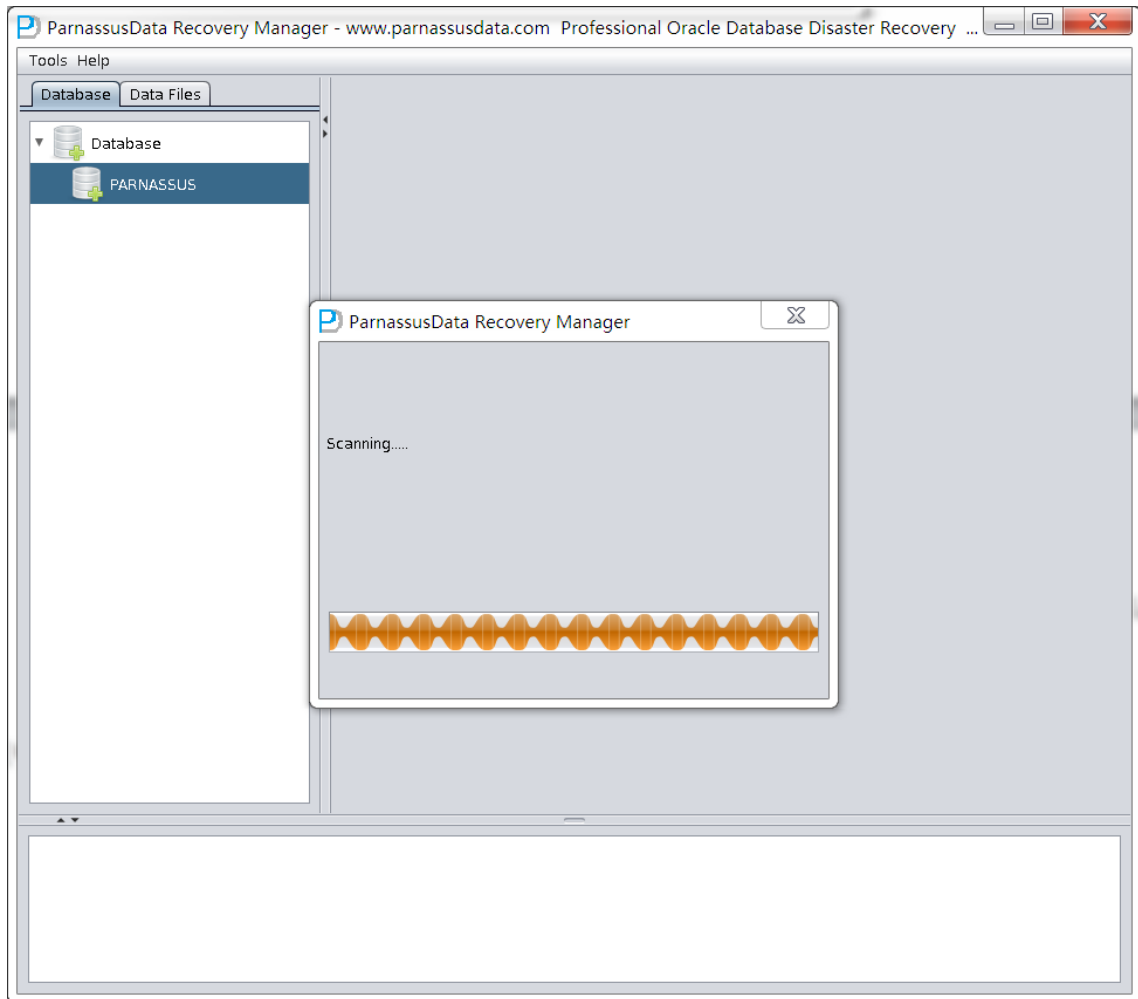 ParnassusData Recovery Manager - www.parnassusdata.com Professional Oracle Database Disaster Recovery ...
Tools Help
Database Data Files
Database
PARNASSUS
ParnassusData Recovery Manager
Scanning.....